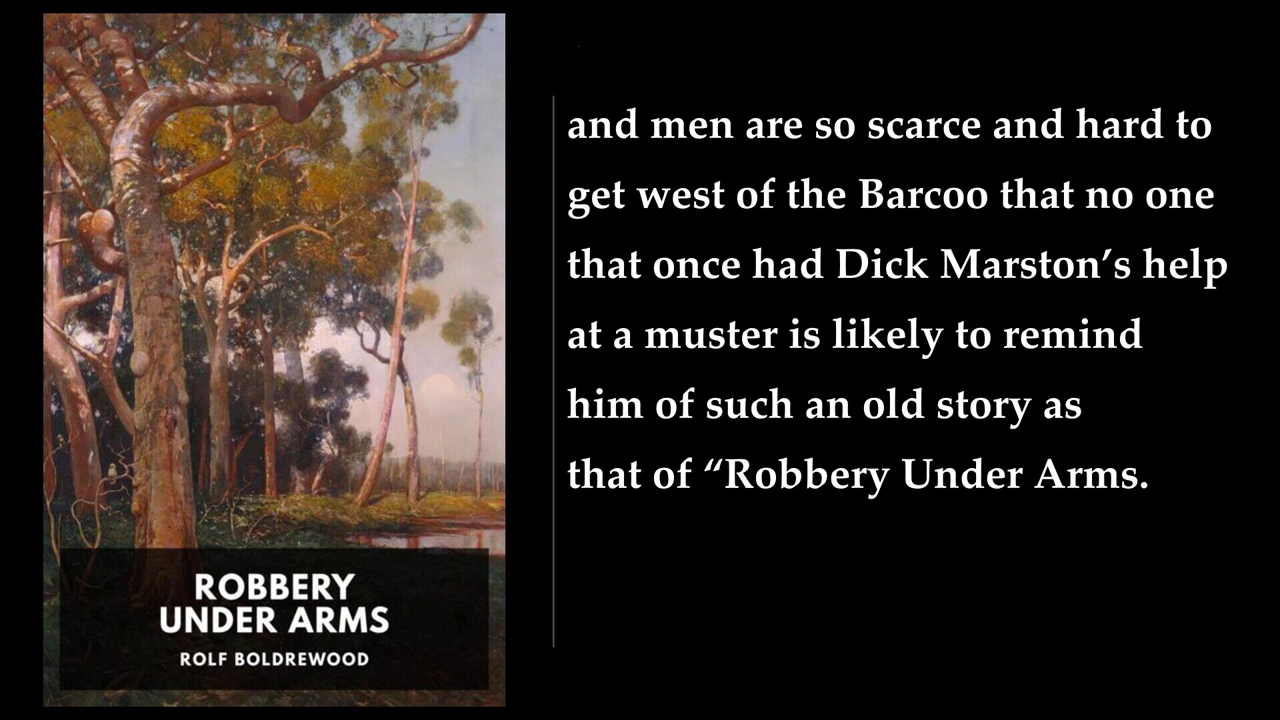 and men are so scarce and hard to
get west of the Barcoo that no one
that once had Dick Marston’s help
at a muster is likely to remind
him of such an old story as
that of “Robbery Under Arms.
ROBBERY
UNDER ARMS
ROLF BOLDREWOOD